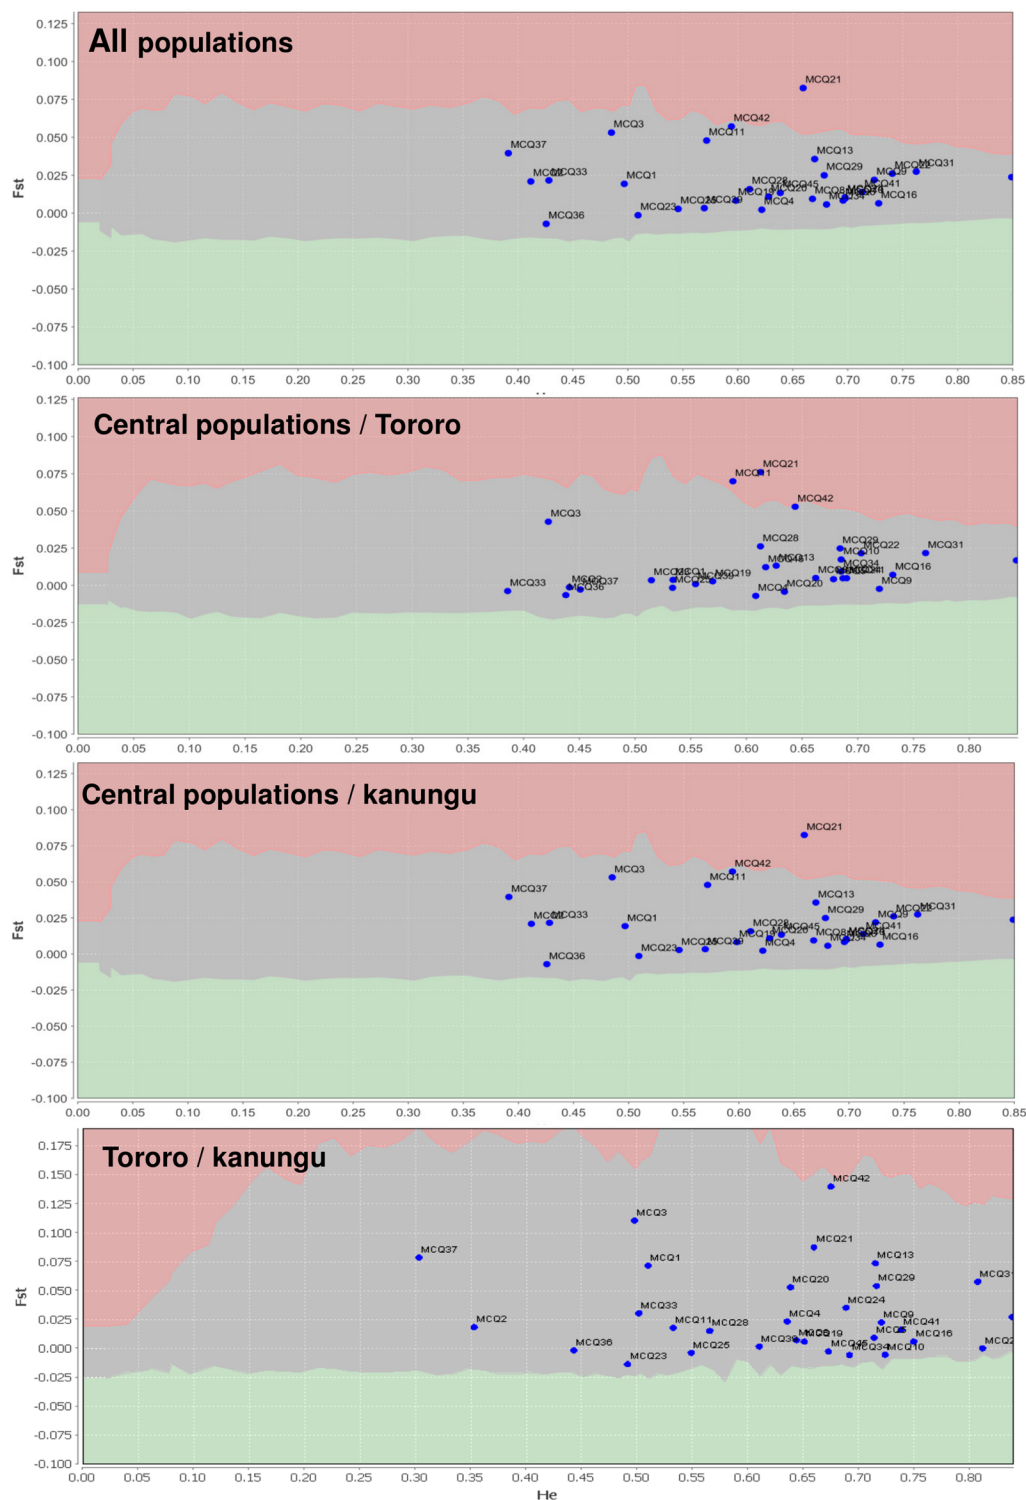 All populations
0.125
0.100
0.075
0.050
0.025
0.000
-0.025
-0.050
-0.075
-0.100
Fst
MCQ21
MCQ3
MCQ42
MCQ11
MCQ37
MCQ13
MCQ29
MCQ22
MCQ31
MCQ9
MCQ33
MCQ1
MCQ41
MCQ45
MCQ16
MCQ4
MCQ23
MCQ36
0.00 0.05 0.10 0.15 0.20 0.25 0.30 0.35 0.40 0.45 0.50 0.55 0.60 0.65 0.70 0.75 0.80 0.85
Central populations / Tororo
0.125
0.100
0.075
0.050
0.025
0.000
-0.025
-0.050
-0.075
-0.100
Fst
MCQ21
MCQ11
MCQ42
MCQ3
MCQ28
MCQ29
MCQ22
MCQ31
MCQ10
MCQ13
MCQ34
MCQ16
MCQ19
MCQ33
MCQ37
MCQ36
MCQ20
MCQ9
0.00 0.05 0.10 0.15 0.20 0.25 0.30 0.35 0.40 0.45 0.50 0.55 0.60 0.65 0.70 0.75 0.80
Central populations / kanungu
0.125
0.100
0.075
0.050
0.025
0.000
-0.025
-0.050
-0.075
-0.100
Fst
MCQ21
MCQ3
MCQ42
MCQ11
MCQ37
MCQ13
MCQ29
MCQ22
MCQ31
MCQ9
MCQ33
MCQ1
MCQ41
MCQ45
MCQ16
MCQ4
MCQ23
MCQ36
0.00 0.05 0.10 0.15 0.20 0.25 0.30 0.35 0.40 0.45 0.50 0.55 0.60 0.65 0.70 0.75 0.80 0.85
Tororo / kanungu
0.175
0.150
0.125
0.100
0.075
0.050
0.025
0.000
-0.025
-0.050
-0.075
-0.100
Fst
MCQ42
MCQ3
MCQ21
MCQ37
MCQ1
MCQ13
MCQ20
MCQ29
MCQ24
MCQ33
MCQ2
MCQ11
MCQ28
MCQ4
MCQ9
MCQ41
MCQ19
MCQ16
MCQ36
MCQ23
MCQ25
MCQ39
MCQ45
MCQ34
MCQ10
0.00 0.05 0.10 0.15 0.20 0.25 0.30 0.35 0.40 0.45 0.50 0.55 0.60 0.65 0.70 0.75 0.80
He